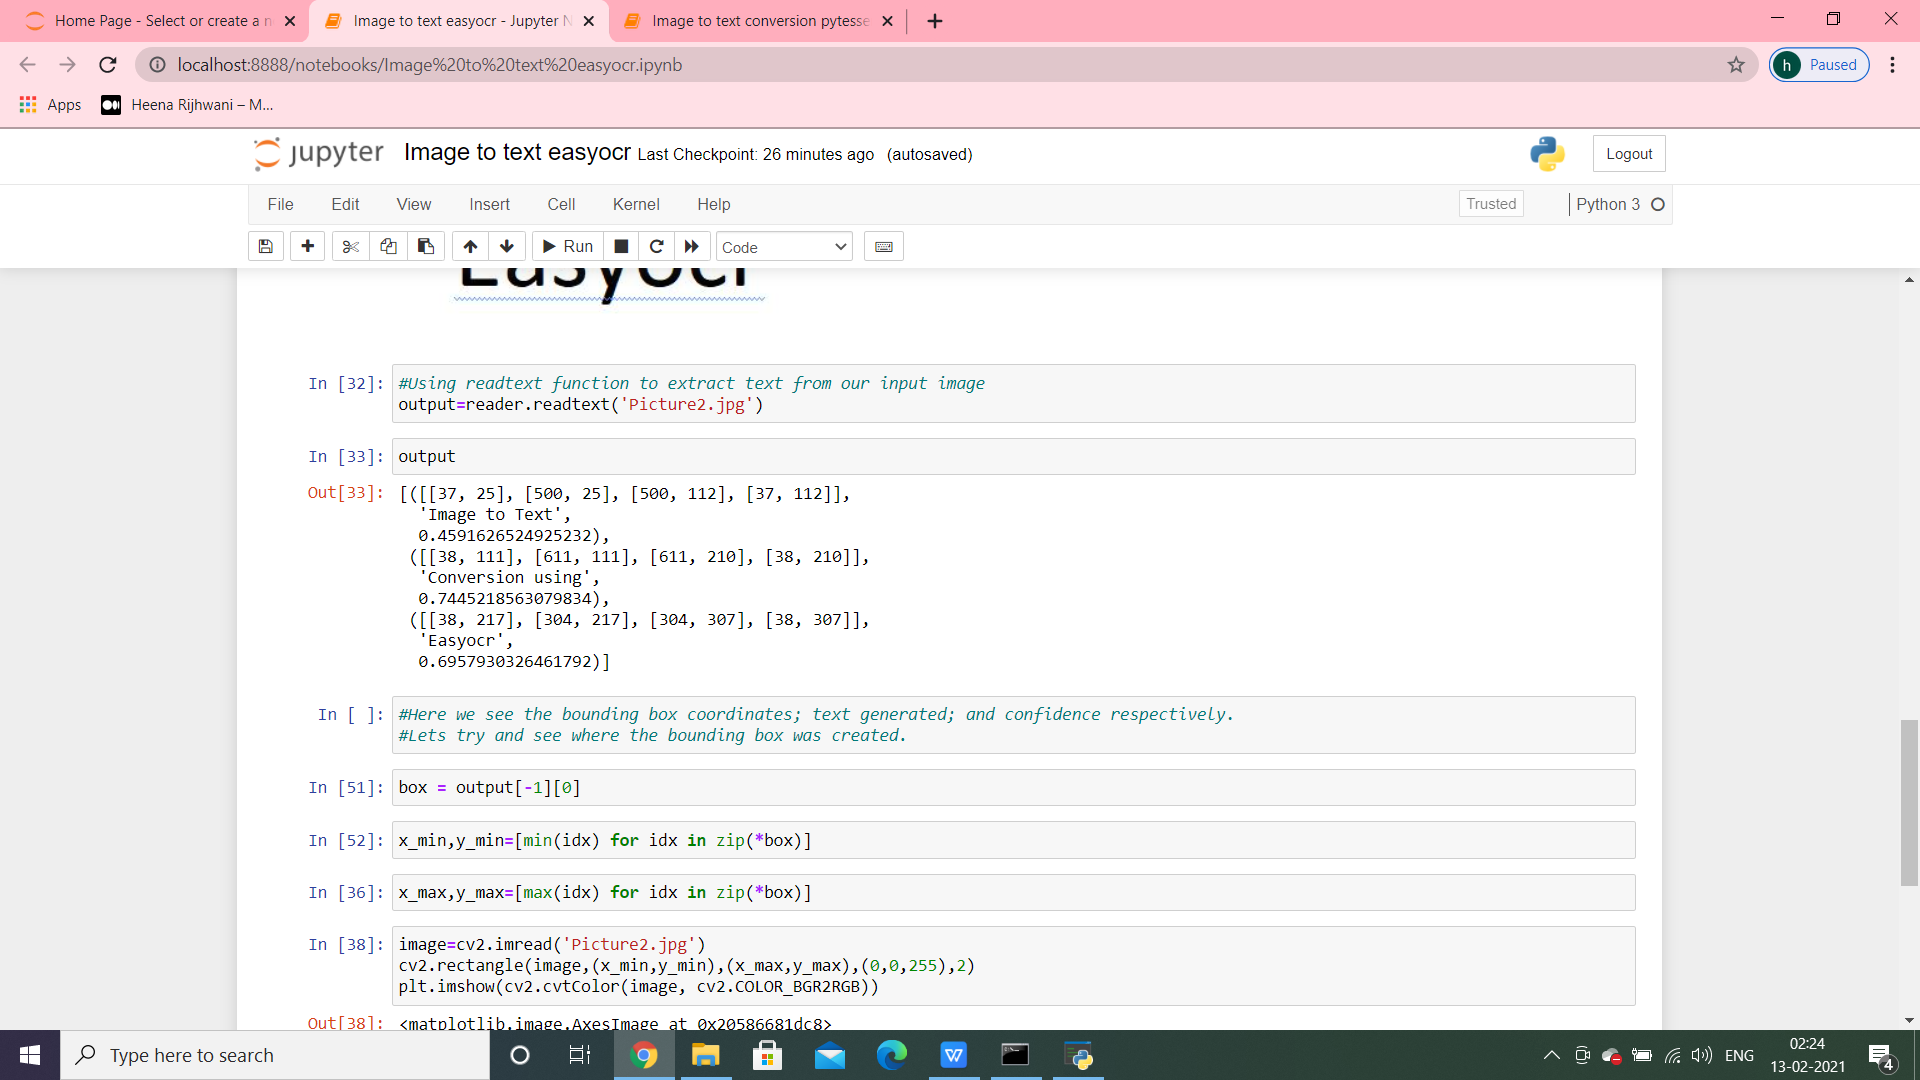 Home Page - Select or create a n
Image to text easyocr - Jupyter N
Image to text conversion pytesse
localhost:8888/notebooks/Image%20to%20text%20easyocr.ipynb
h Paused
Apps Heena Rijhwani – M...
jupyter Image to text easyocr Last Checkpoint: 26 minutes ago (autosaved) Logout
File Edit View Insert Cell Kernel Help Trusted Python 3
Run Code
Easyocr
In [32]: #Using readtext function to extract text from our input image
output=reader.readtext('Picture2.jpg')
In [33]: output
Out[33]: [([[37, 25], [500, 25], [500, 112], [37, 112]],
'Image to Text',
0.4591626524925232),
([[38, 111], [611, 111], [611, 210], [38, 210]],
'Conversion using',
0.7445218563079834),
([[38, 217], [304, 217], [304, 307], [38, 307]],
'Easyocr',
0.6957930326461792)]
In [ ]: #Here we see the bounding box coordinates; text generated; and confidence respectively.
#Lets try and see where the bounding box was created.
In [51]: box = output[-1][0]
In [52]: x_min,y_min=[min(idx) for idx in zip(*box)]
In [36]: x_max,y_max=[max(idx) for idx in zip(*box)]
In [38]: image=cv2.imread('Picture2.jpg')
cv2.rectangle(image,(x_min,y_min),(x_max,y_max),(0,0,255),2)
plt.imshow(cv2.cvtColor(image, cv2.COLOR_BGR2RGB))
Out[38]: <matplotlib.image.AxesImage at 0x20586681dc8>
Type here to search
W
ENG
02:24
13-02-2021
4